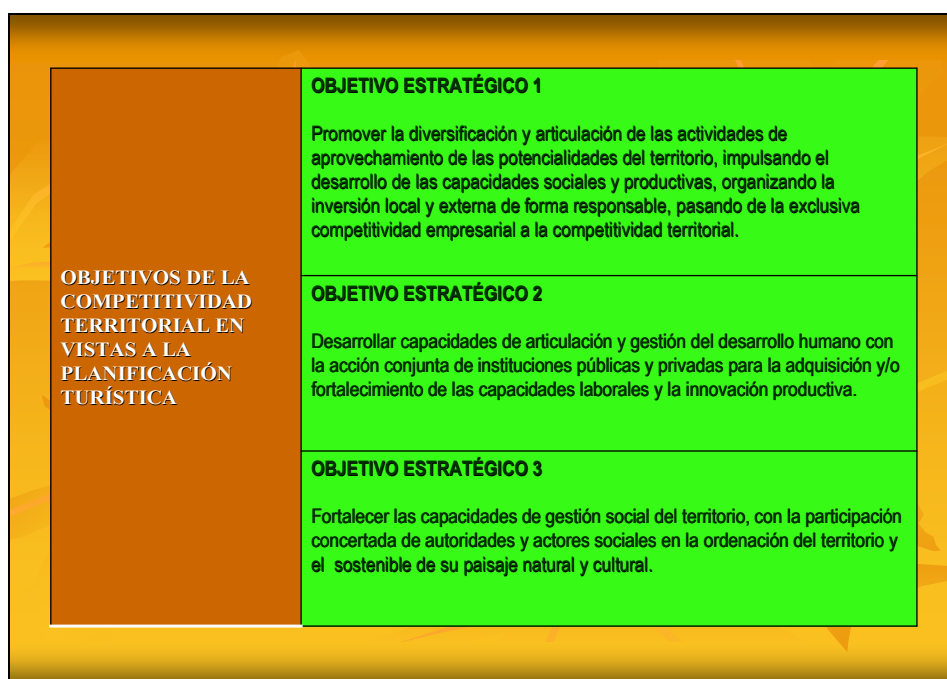 OBJETIVOS DE LA
COMPETITIVIDAD
TERRITORIAL EN
VISTAS A LA
PLANIFICACIÓN
TURÍSTICA
OBJETIVO ESTRATÉGICO 1
Promover la diversificación y articulación de las actividades de
aprovechamiento de las potencialidades del territorio, impulsando el
desarrollo de las capacidades sociales y productivas, organizando la
inversión local y externa de forma responsable, pasando de la exclusiva
competitividad empresarial a la competitividad territorial.
OBJETIVO ESTRATÉGICO 2
Desarrollar capacidades de articulación y gestión del desarrollo humano con
la acción conjunta de instituciones públicas y privadas para la adquisición y/o
fortalecimiento de las capacidades laborales y la innovación productiva.
OBJETIVO ESTRATÉGICO 3
Fortalecer las capacidades de gestión social del territorio, con la participación
concertada de autoridades y actores sociales en la ordenación del territorio y
el sostenible de su paisaje natural y cultural.